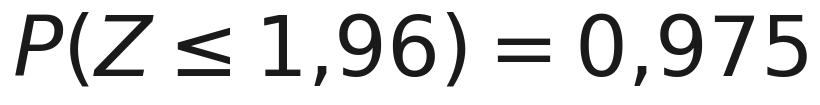 P(Z ≤ 1,96) = 0,975